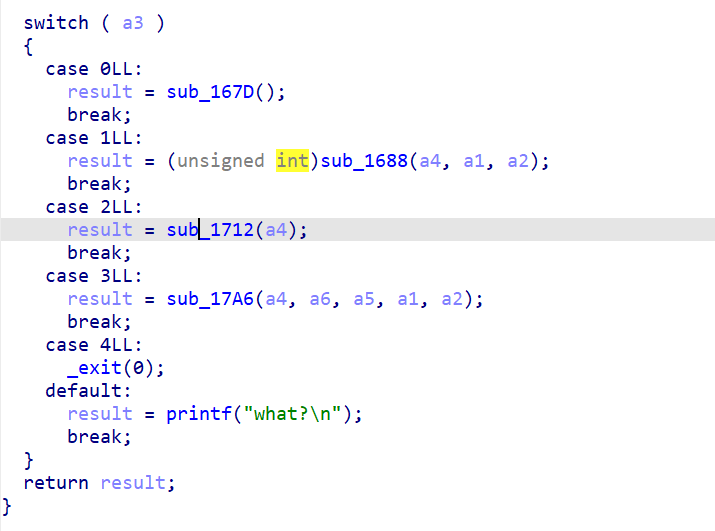 switch ( a3 )
{
case 0LL:
result = sub_167D();
break;
case 1LL:
result = (unsigned int)sub_1688(a4, a1, a2);
break;
case 2LL:
result = sub_1712(a4);
break;
case 3LL:
result = sub_17A6(a4, a6, a5, a1, a2);
break;
case 4LL:
_exit(0);
default:
result = printf("what?\n");
break;
}
return result;
}